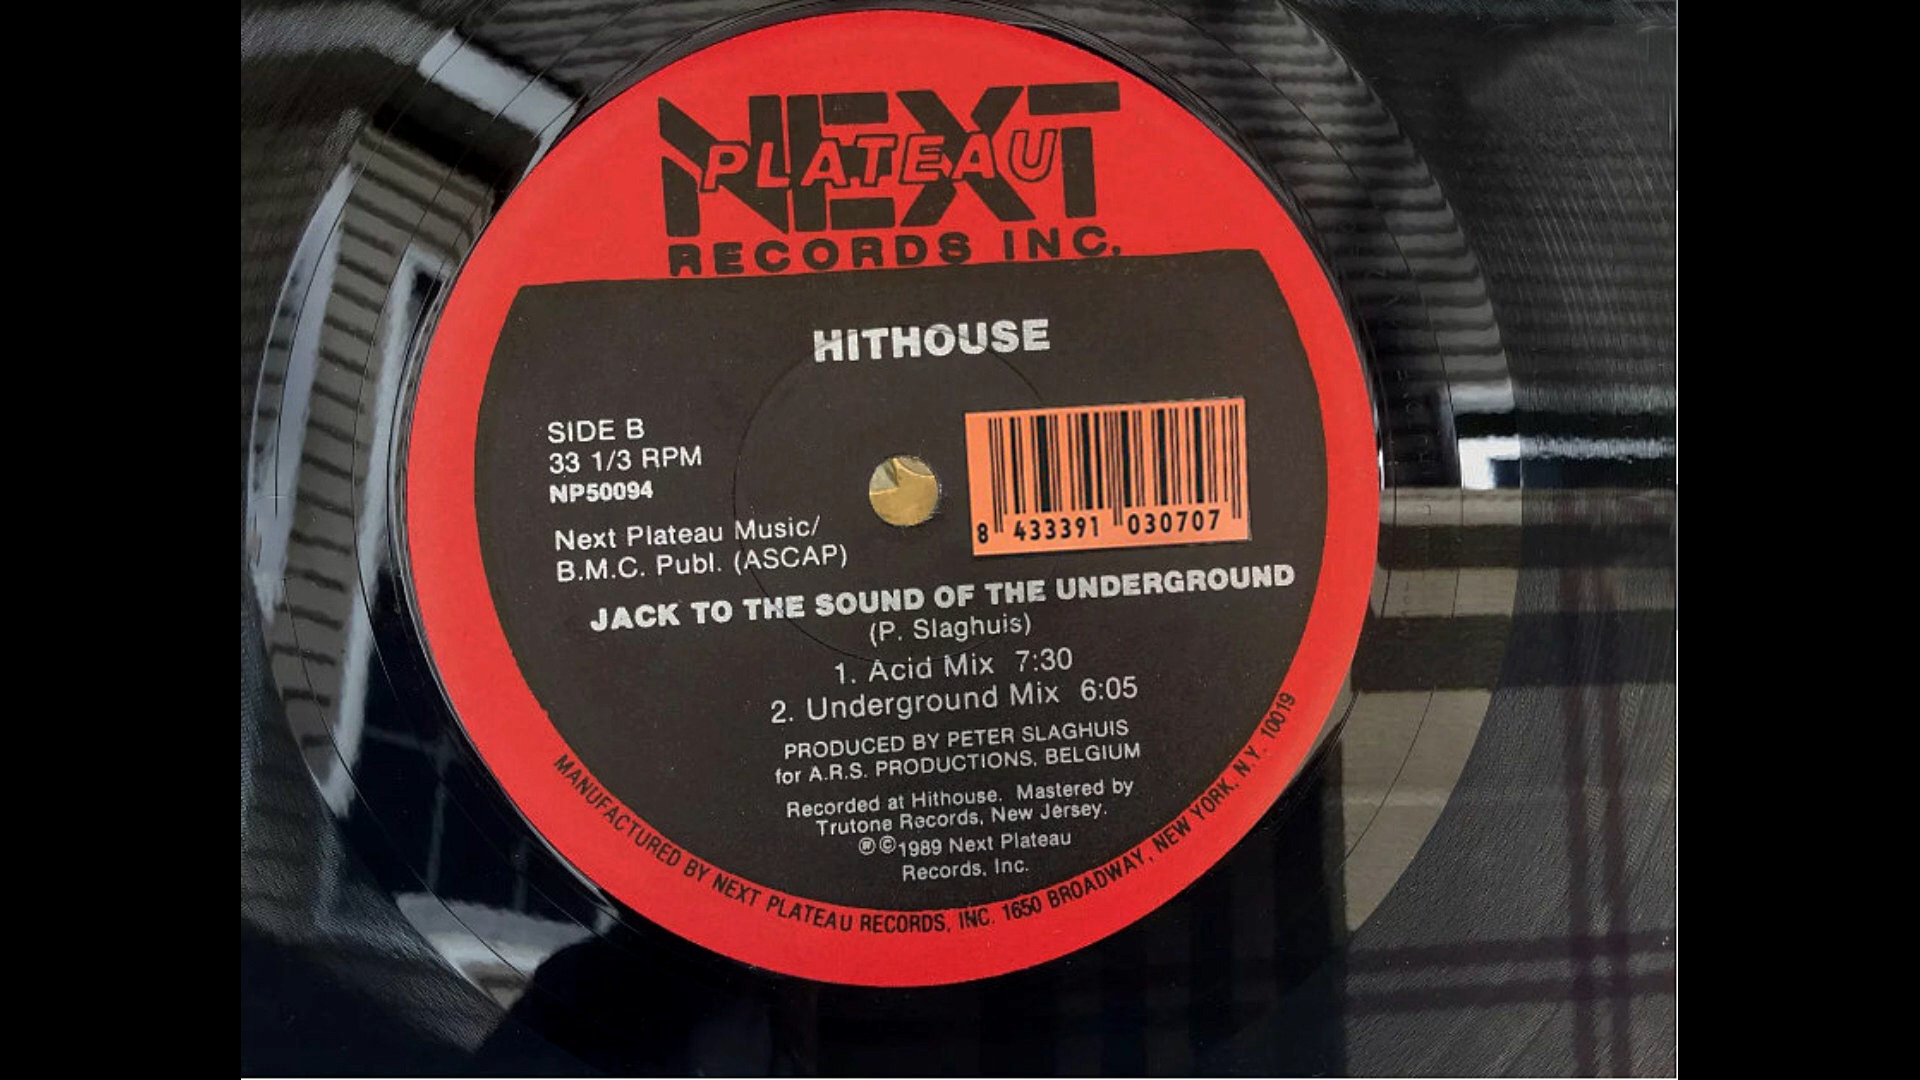 NEXT
PLATEAU
RECORDS INC.
HITHOUSE
SIDE B
33 1/3 RPM
NP50094
Next Plateau Music/
B.M.C. Publ. (ASCAP)
8 433391 030707
JACK TO THE SOUND OF THE UNDERGROUND
(P. Slaghuis)
1. Acid Mix 7:30
2. Underground Mix 6:05
PRODUCED BY PETER SLAGHUIS
for A.R.S. PRODUCTIONS, BELGIUM
Recorded at Hithouse. Mastered by
Trutone Records, New Jersey.
℗©1989 Next Plateau
Records, Inc.
MANUFACTURED BY NEXT PLATEAU RECORDS, INC. 1650 BROADWAY, NEW YORK, N.Y. 10019